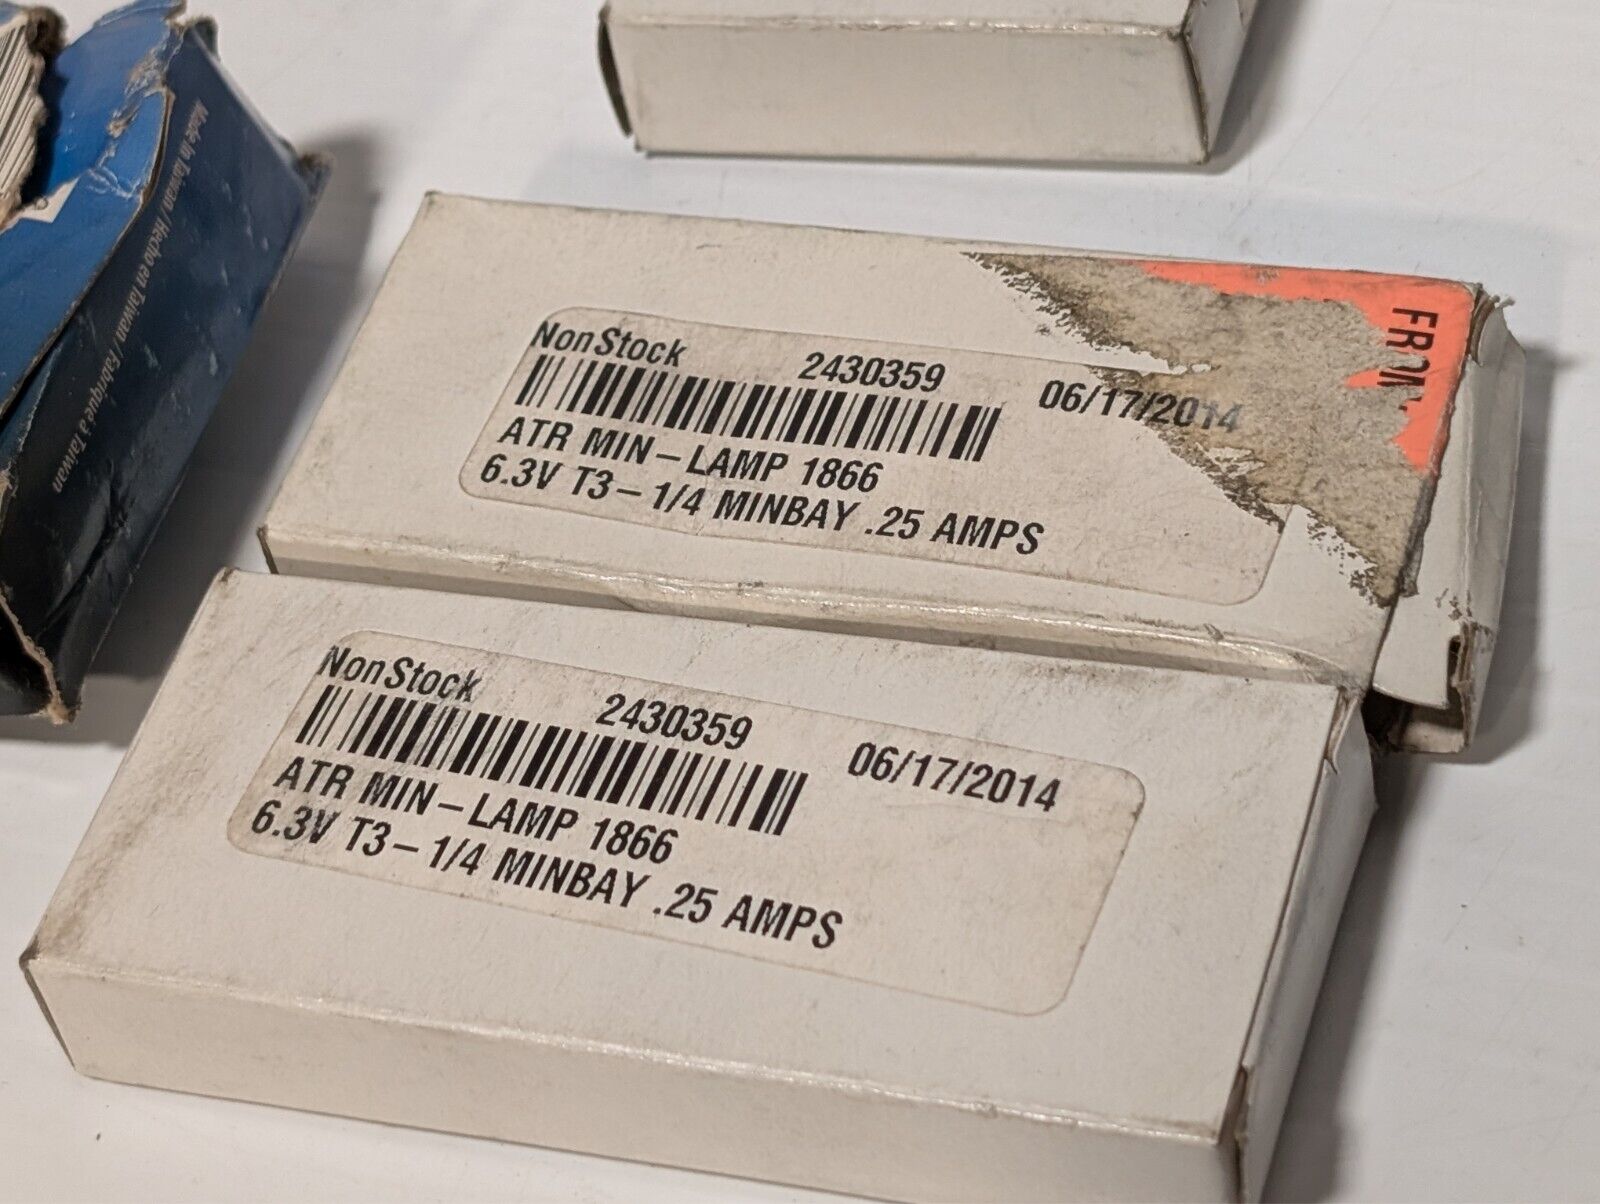 Made in Taiwan / Hecho en Taiwan / Fabriqué à Taiwan
NonStock 2430359 06/17/2014
ATR MIN-LAMP 1866
6.3V T3-1/4 MINBAY .25 AMPS
NonStock 2430359 06/17/2014
ATR MIN-LAMP 1866
6.3V T3-1/4 MINBAY .25 AMPS